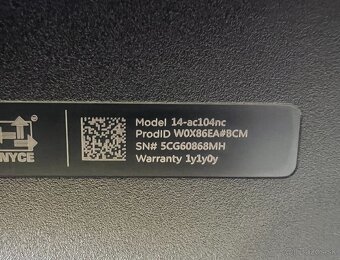 NYCE
Model 14-ac104nc
ProdID W0X86EA#BCM
SN# 5CG60868MH
Warranty 1y1y0y